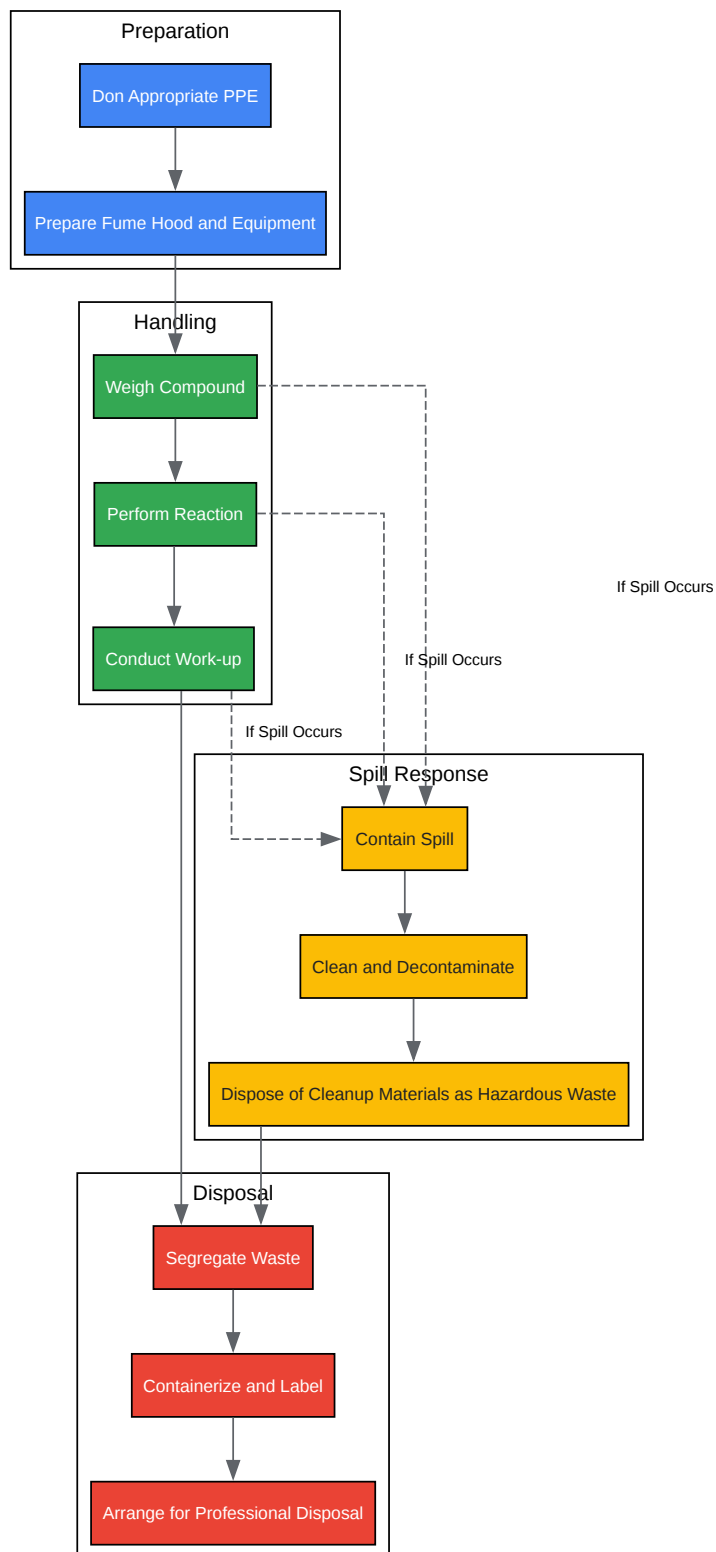 Preparation
Don Appropriate PPE
Prepare Fume Hood and Equipment
Handling
Weigh Compound
Perform Reaction
If Spill Occurs
Conduct Work-up
If Spill Occurs
If Spill Occurs
Spill Response
Contain Spill
Clean and Decontaminate
Dispose of Cleanup Materials as Hazardous Waste
Disposal
Segregate Waste
Containerize and Label
Arrange for Professional Disposal